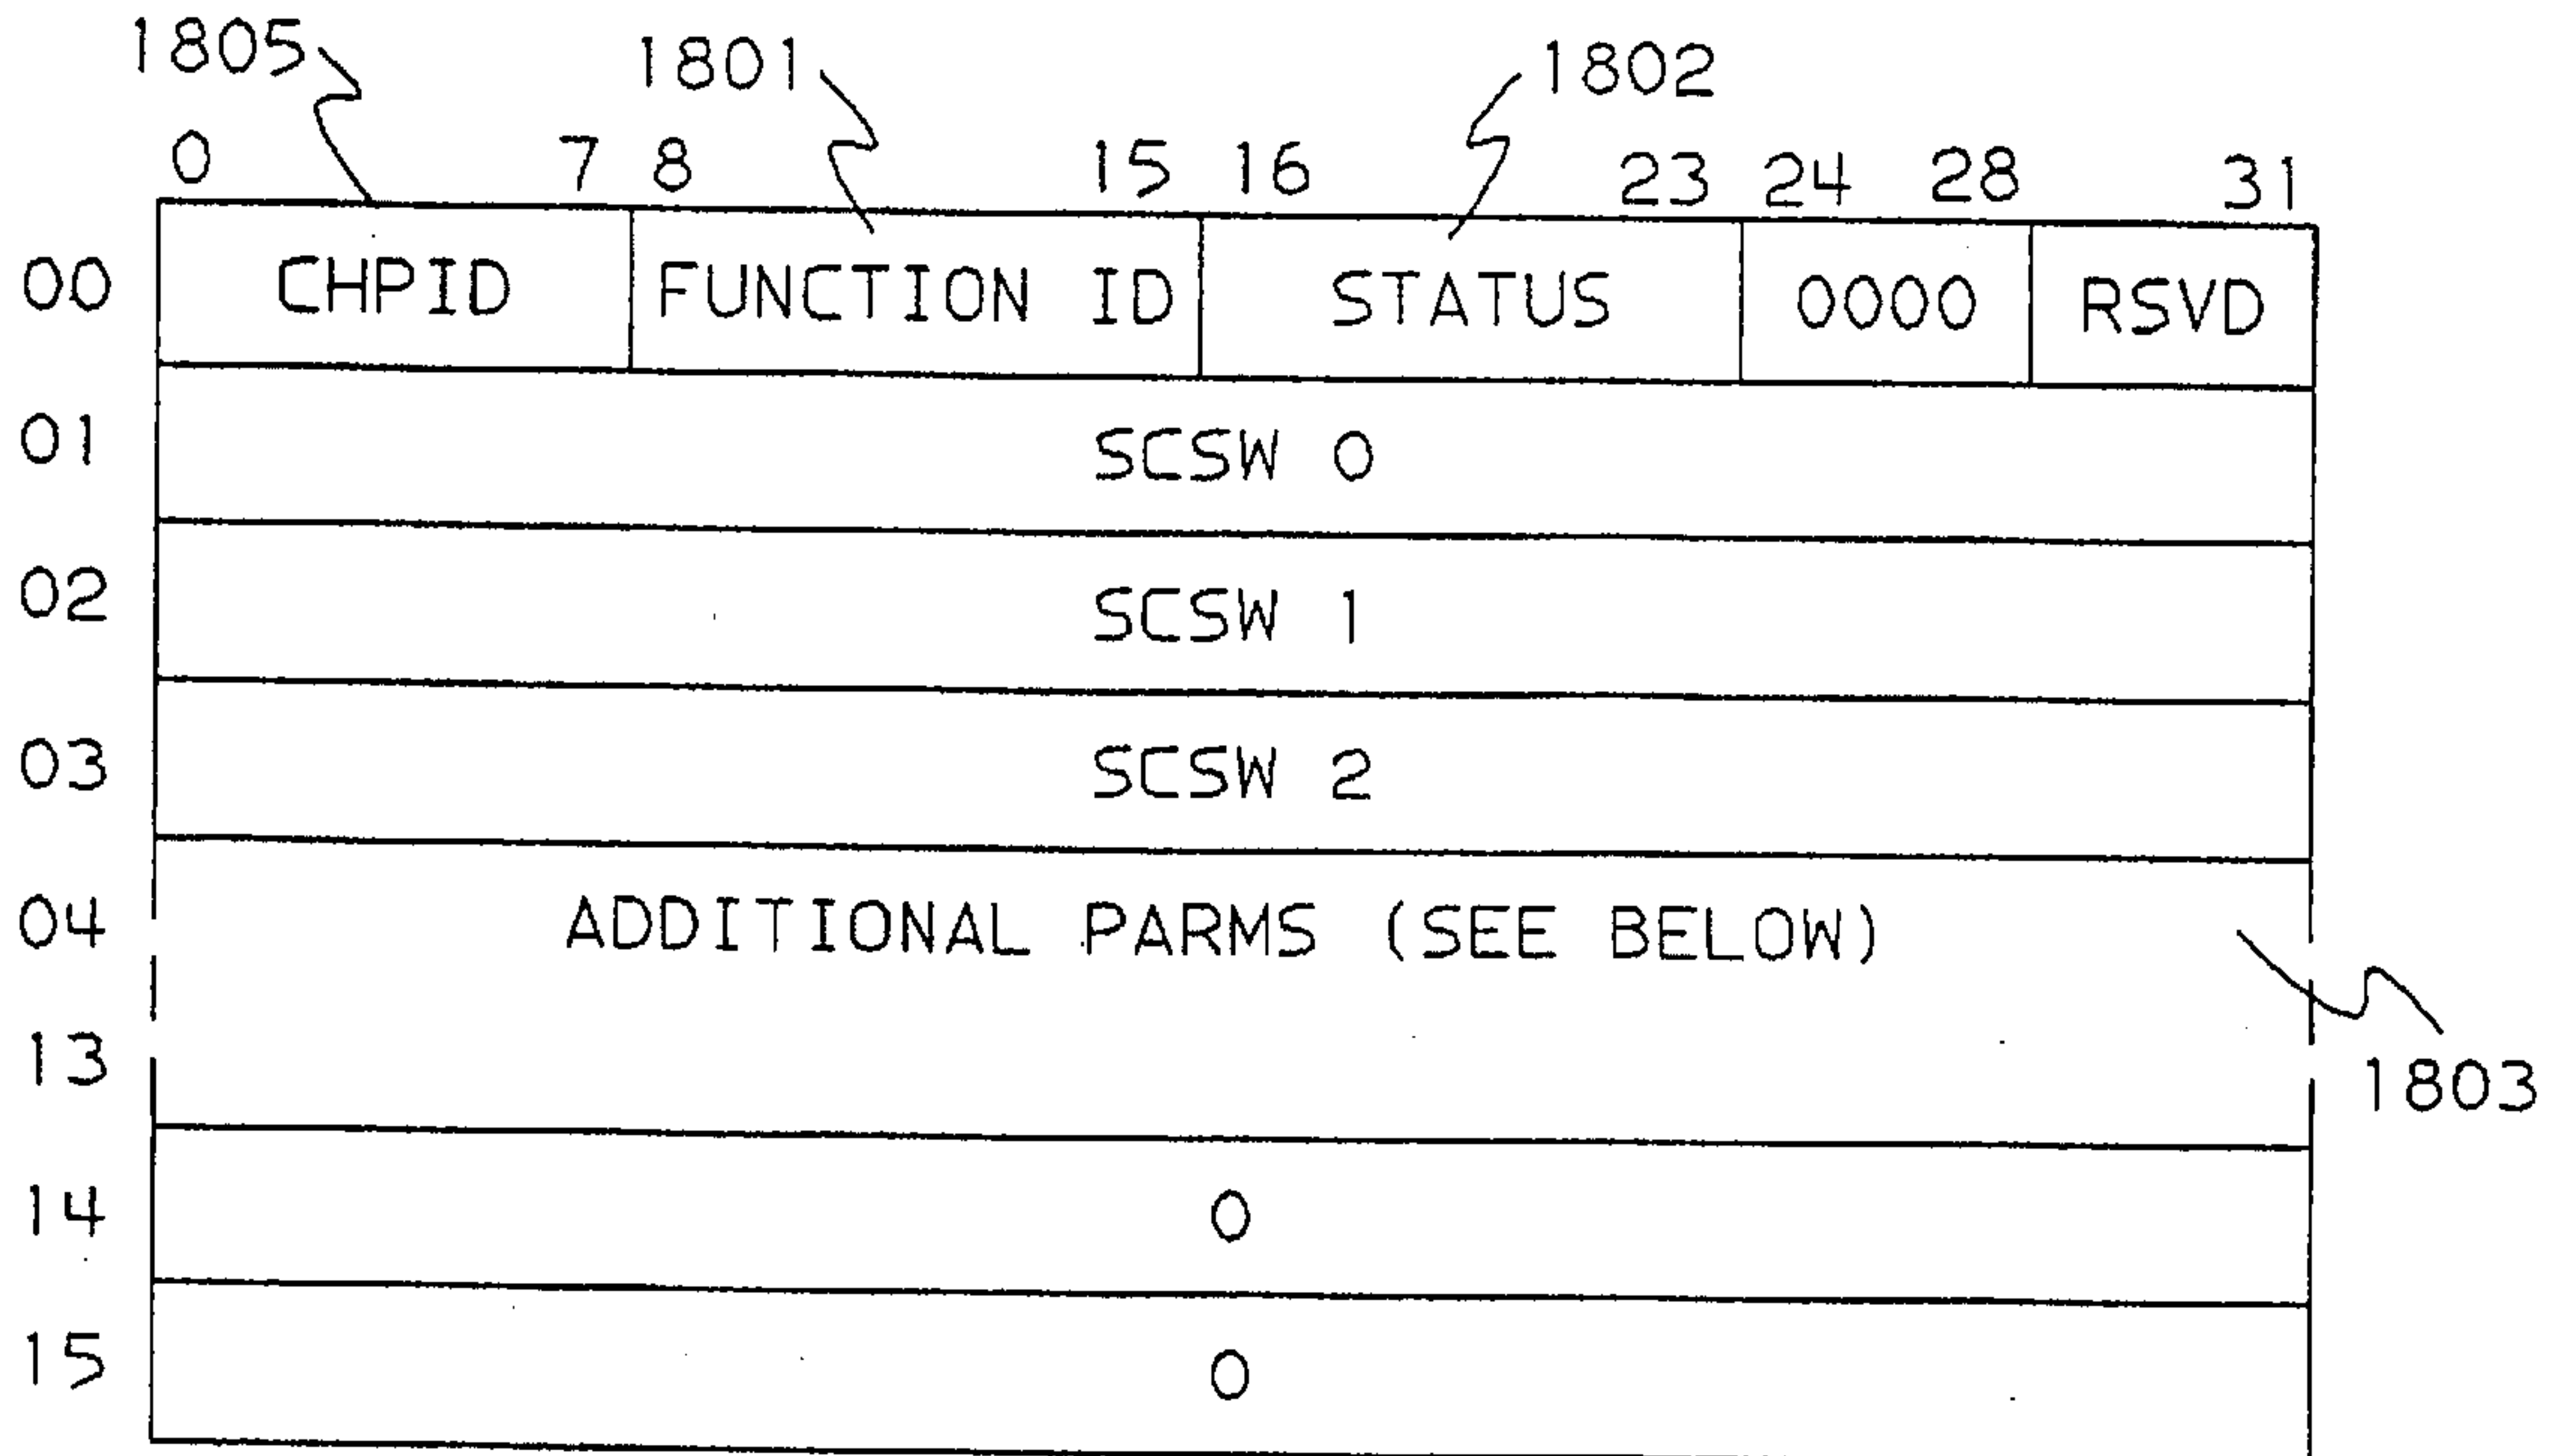 1805 1801 1802
0 7 8 15 16 23 24 28 31
00 CHPID FUNCTION ID STATUS 0000 RSVD
01 SCSW 0
02 SCSW 1
03 SCSW 2
04 ADDITIONAL PARMS (SEE BELOW)
13 1803
14 0
15 0